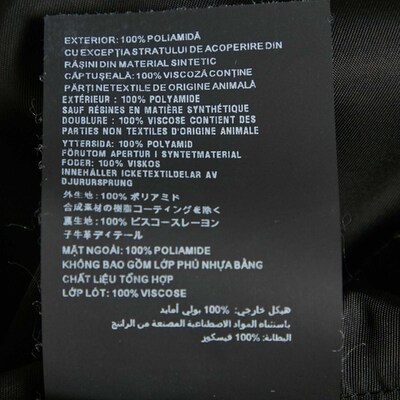 EXTERIOR: 100% POLIAMIDĂ
CU EXCEPȚIA STRATULUI DE ACOPERIRE DIN
RĂȘINI DIN MATERIAL SINTETIC
CĂPTUȘEALĂ: 100% VISCOZĂ CONȚINE
PĂRȚI NETEXTILE DE ORIGINE ANIMALĂ
EXTÉRIEUR : 100% POLYAMIDE
SAUF RÉSINES EN MATIÈRE SYNTHÉTIQUE
DOUBLURE : 100% VISCOSE CONTIENT DES
PARTIES NON TEXTILES D'ORIGINE ANIMALE
YTTERSIDA: 100% POLYAMID
FÖRUTOM APERTUR I SYNTETMATERIAL
FODER: 100% VISKOS
INNEHÅLLER ICKETEXTILDELAR AV
DJURURSPRUNG
外生地 : 100% ポリアミド
合成素材の樹脂コーティングを除く
裏生地 : 100% ビスコースレーヨン
子牛革ディテール
MẶT NGOÀI: 100% POLIAMIDE
KHÔNG BAO GỒM LỚP PHỦ NHỰA BẰNG
CHẤT LIỆU TỔNG HỢP
LỚP LÓT: 100% VISCOSE
هيكل خارجي: 100% بولي أمايد
باستثناء المواد الاصطناعية المصنعة من الراتنج
البطانة: 100% فيسكوز